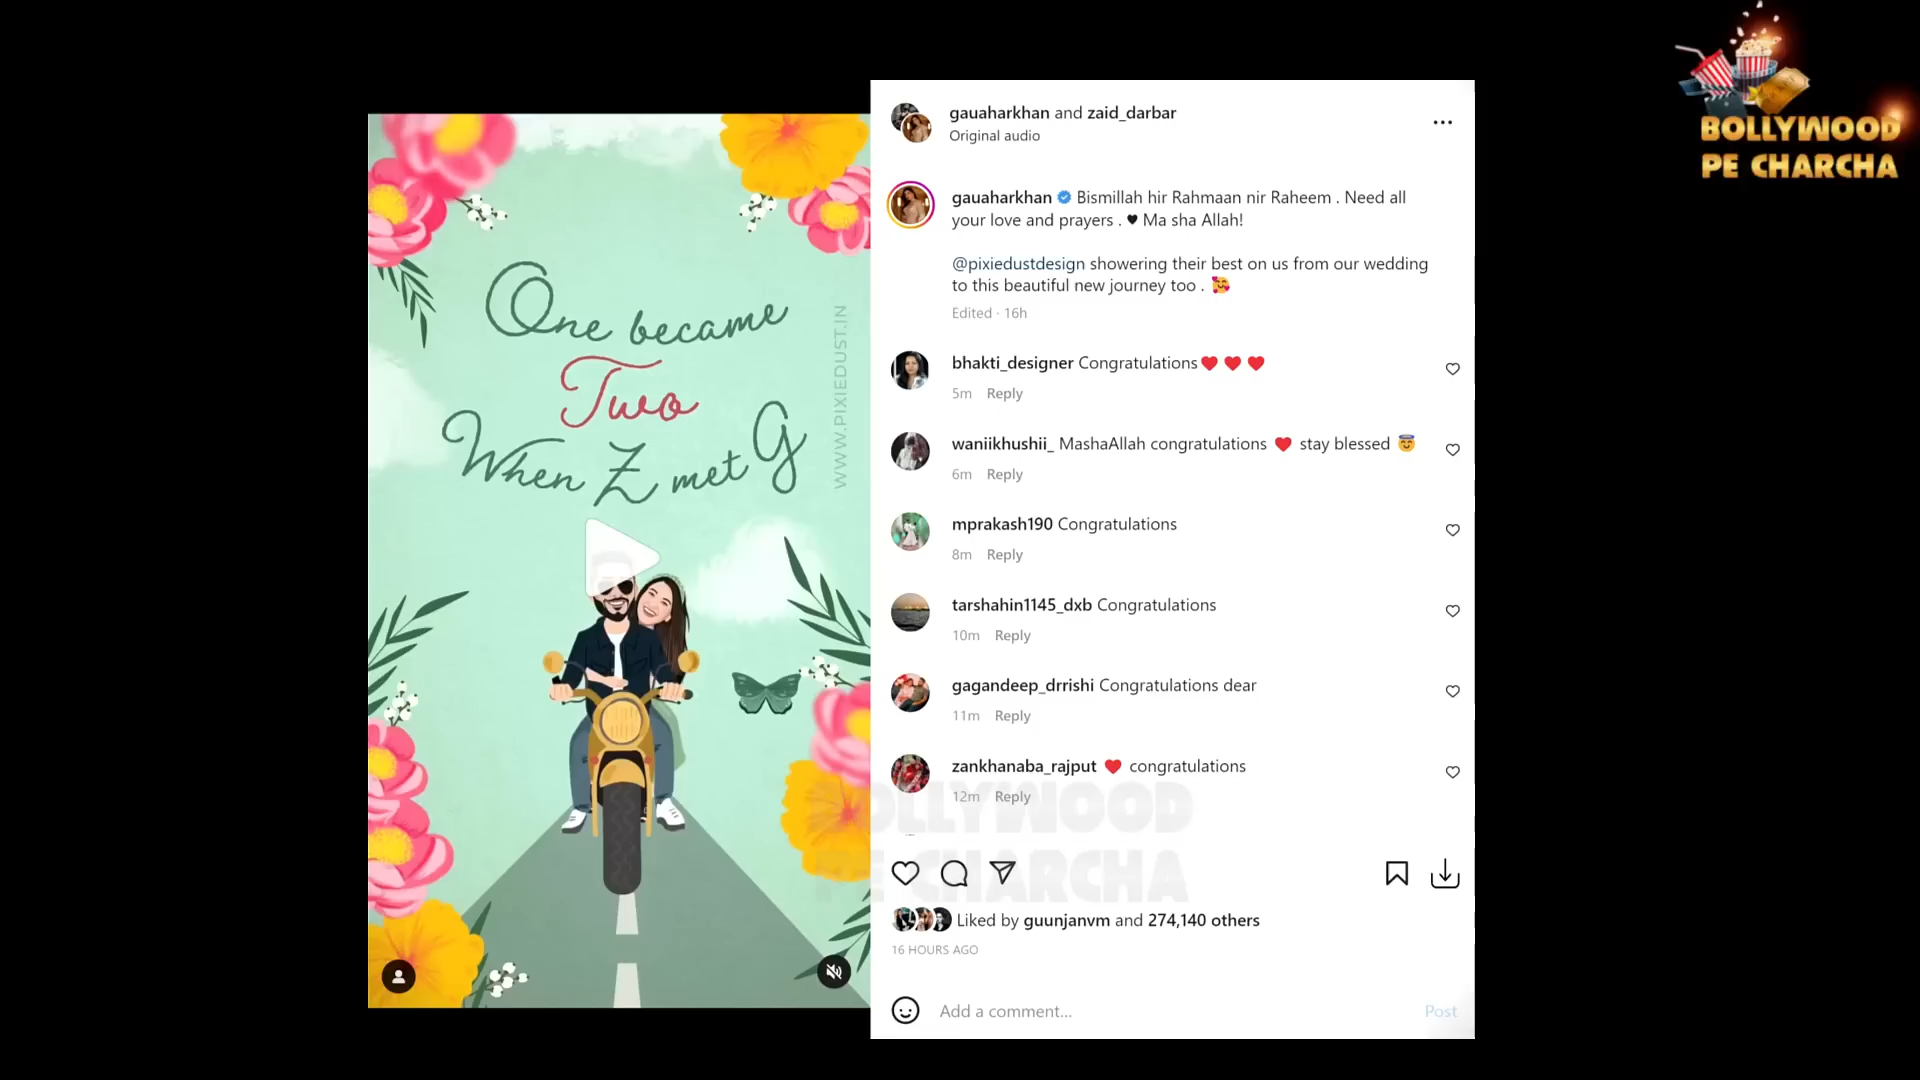 BOLLYWOOD
PE CHARCHA
One became
Two
When Z met G
WWW.PIXIEDUST.IN
gauaharkhan and zaid_darbar
Original audio
gauaharkhan Bismillah hir Rahmaan nir Raheem . Need all
your love and prayers . ♥ Ma sha Allah!
@pixiedustdesign showering their best on us from our wedding
to this beautiful new journey too . 🥰
Edited · 16h
bhakti_designer Congratulations♥️ ♥️ ♥️
5m Reply
waniikhushii_ MashaAllah congratulations ♥️ stay blessed 😇
6m Reply
mprakash190 Congratulations
8m Reply
tarshahin1145_dxb Congratulations
10m Reply
gagandeep_drrishi Congratulations dear
11m Reply
zankhanaba_rajput ♥️ congratulations
12m Reply
BOLLYWOOD
PE CHARCHA
Liked by guunjanvm and 274,140 others
16 HOURS AGO
Add a comment...
Post